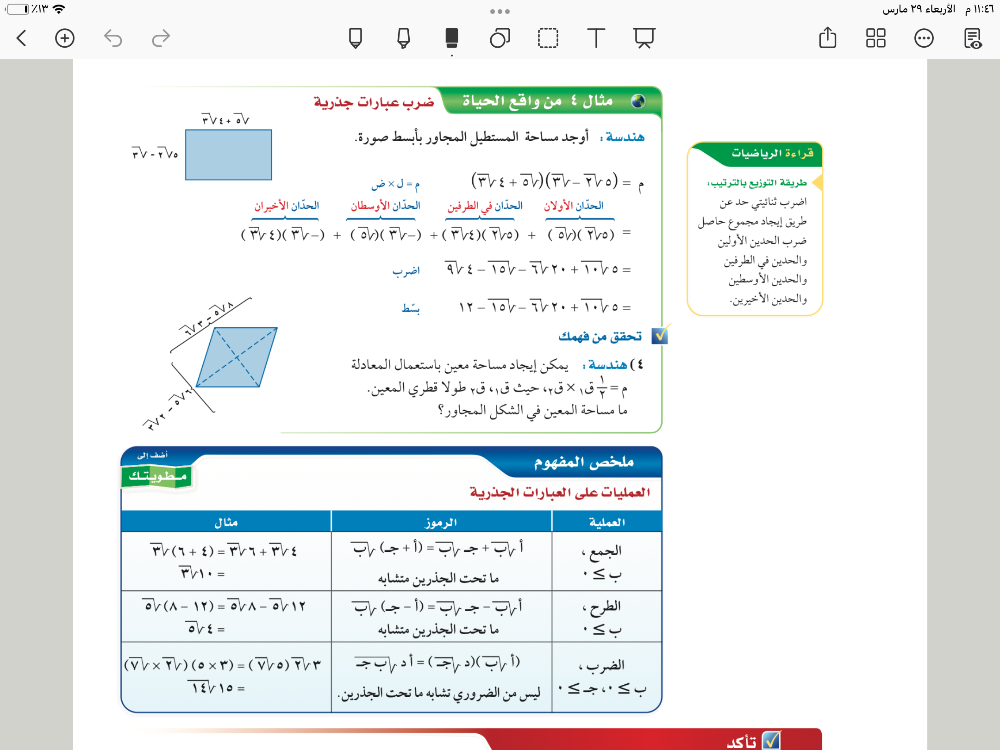 ١١:٤٦ م الأربعاء ٢٩ مارس
٪١٣
مثال ٤ من واقع الحياة
ضرب عبارات جذرية
هندسة : أوجد مساحة المستطيل المجاور بأبسط صورة.
√٥ + ٤√٣
٥√٢ - √٣
م = (٥√٢ – √٣)(√٥ + ٤√٣)
م = ل × ض
الحدّان الأولان الحدّان في الطرفين الحدّان الأوسطان الحدّان الأخيران
= (٥√٢)(√٥) + (٥√٢)(٤√٣) + (–√٣)(√٥) + (–√٣)(٤√٣)
= ٥√١٠ + ٢٠√٦ – √١٥ – ٤√٩ اضرب
= ٥√١٠ + ٢٠√٦ – √١٥ – ١٢ بسّط
تحقق من فهمك
٤) هندسة : يمكن إيجاد مساحة معين باستعمال المعادلة
م = ١/٢ ق١ × ق٢، حيث ق١، ق٢ طولا قطري المعين.
ما مساحة المعين في الشكل المجاور؟
٨√٥ – ٣√٦
٦√٥ – ٢√٣
قراءة الرياضيات
طريقة التوزيع بالترتيب:
اضرب ثنائيتي حد عن
طريق إيجاد مجموع حاصل
ضرب الحدين الأولين
والحدين في الطرفين
والحدين الأوسطين
والحدين الأخيرين.
ملخص المفهوم
أضف إلى
مطويتك
العمليات على العبارات الجذرية
العملية الرموز مثال
الجمع ،
ب ≥ ٠
أ√ب + جـ√ب = (أ + جـ)√ب
ما تحت الجذرين متشابه
٤√٣ + ٦√٣ = (٤ + ٦)√٣
= ١٠√٣
الطرح ،
ب ≥ ٠
أ√ب – جـ√ب = (أ – جـ)√ب
ما تحت الجذرين متشابه
١٢√٥ – ٨√٥ = (١٢ – ٨)√٥
= ٤√٥
الضرب ،
ب ≥ ٠، جـ ≥ ٠
(أ√ب)(د√جـ) = أ د√ب جـ
ليس من الضروري تشابه ما تحت الجذرين.
٣√٢ (٥√٧) = (٣ × ٥)(√٢ × √٧)
= ١٥√١٤
تأكد